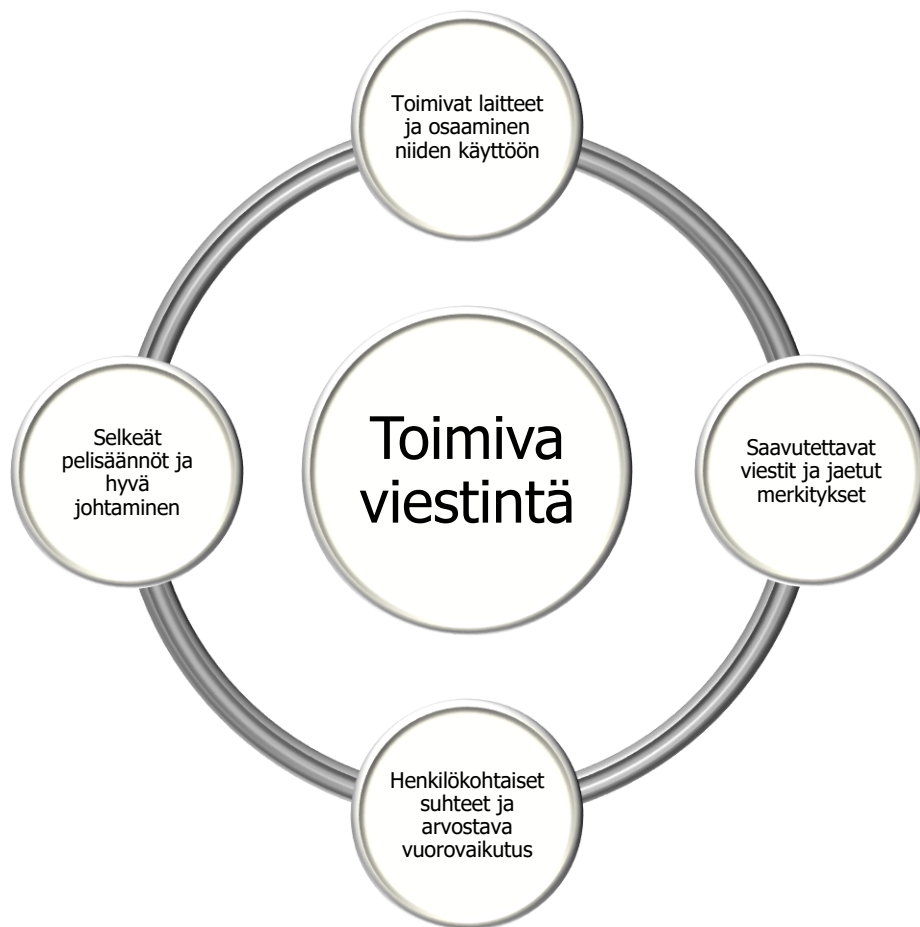 Toimivat laitteet
ja osaaminen
niiden käyttöön
Selkeät
pelisäännöt ja
hyvä
johtaminen
Toimiva
viestintä
Saavutettavat
viestit ja jaetut
merkitykset
Henkilökohtaiset
suhteet ja
arvostava
vuorovaikutus